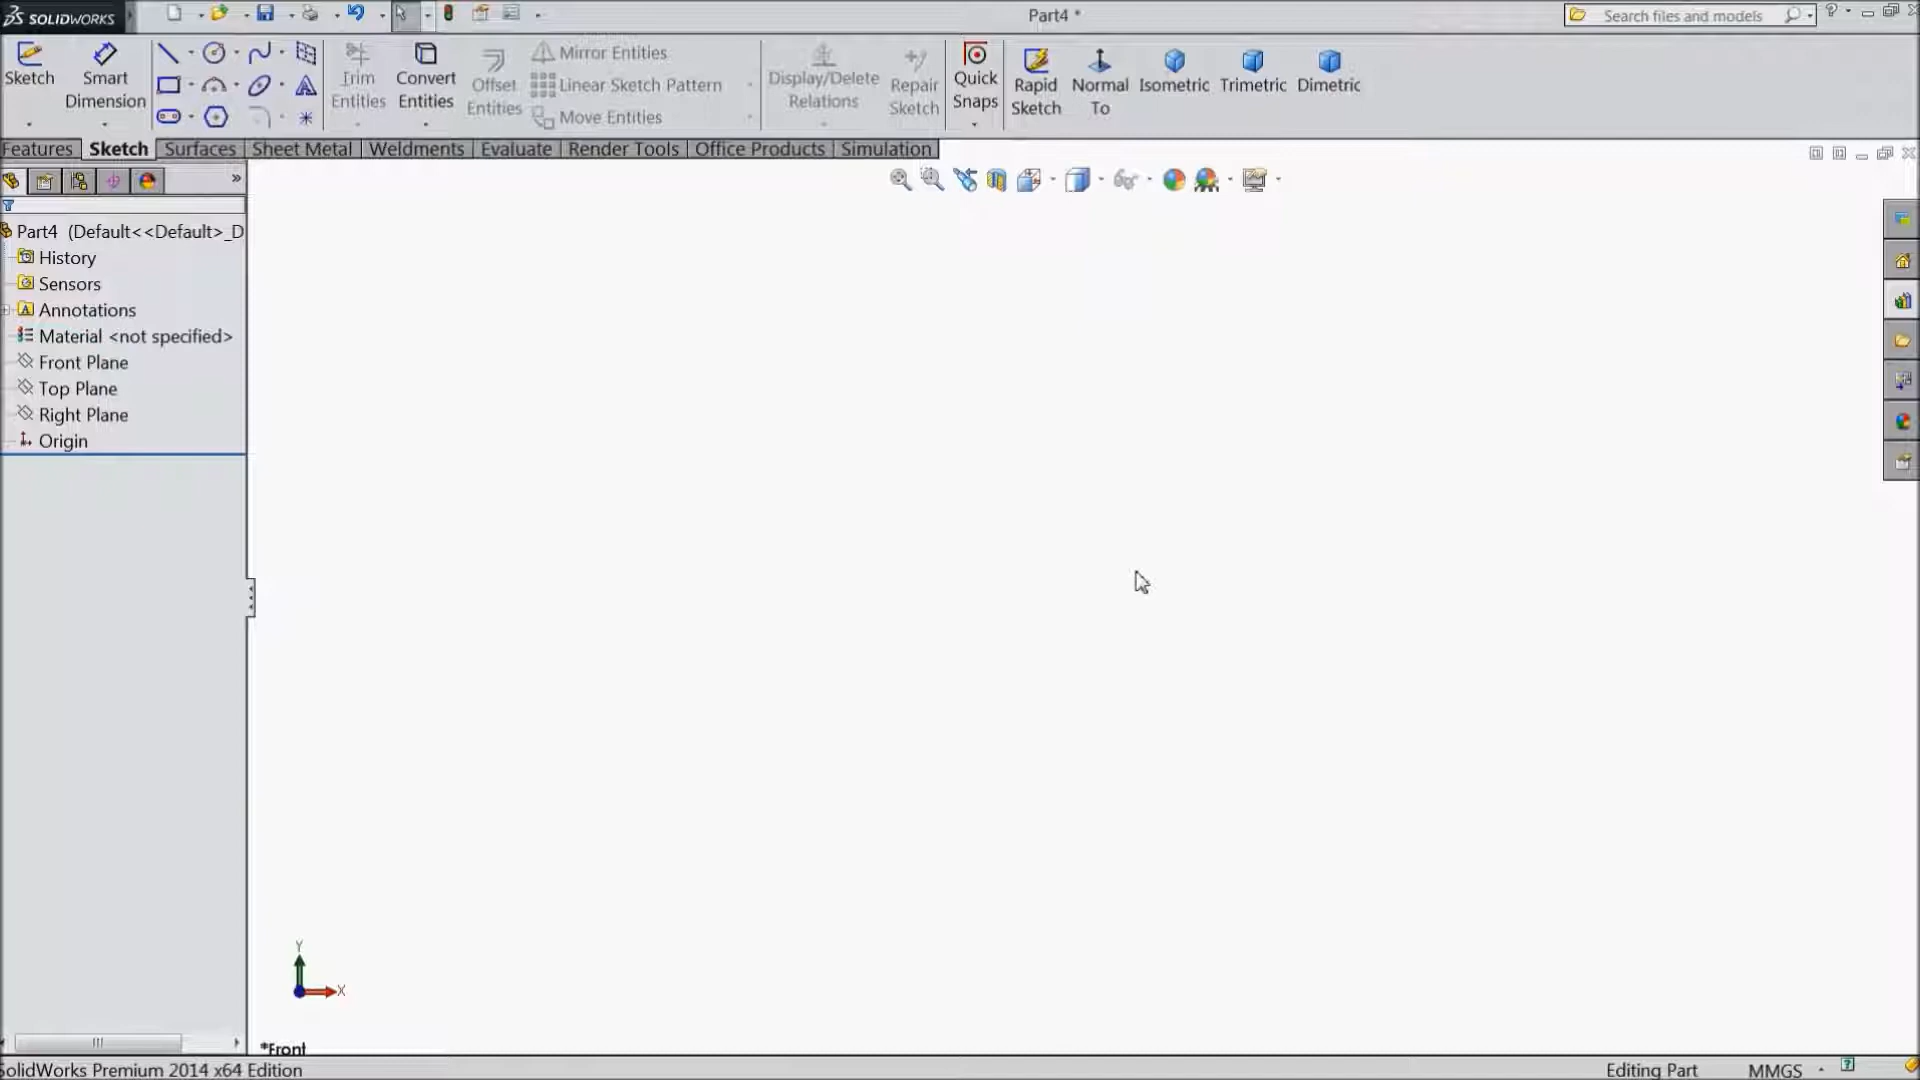 SOLIDWORKS
Part4 *
Search files and models
Sketch
Smart Dimension
Trim Entities
Convert Entities
Offset Entities
Mirror Entities
Linear Sketch Pattern
Move Entities
Display/Delete Relations
Repair Sketch
Quick Snaps
Rapid Sketch
Normal To
Isometric
Trimetric
Dimetric
Features
Sketch
Surfaces
Sheet Metal
Weldments
Evaluate
Render Tools
Office Products
Simulation
Part4 (Default<<Default>_D
History
Sensors
Annotations
Material <not specified>
Front Plane
Top Plane
Right Plane
Origin
Y
X
*Front
SolidWorks Premium 2014 x64 Edition
Editing Part
MMGS